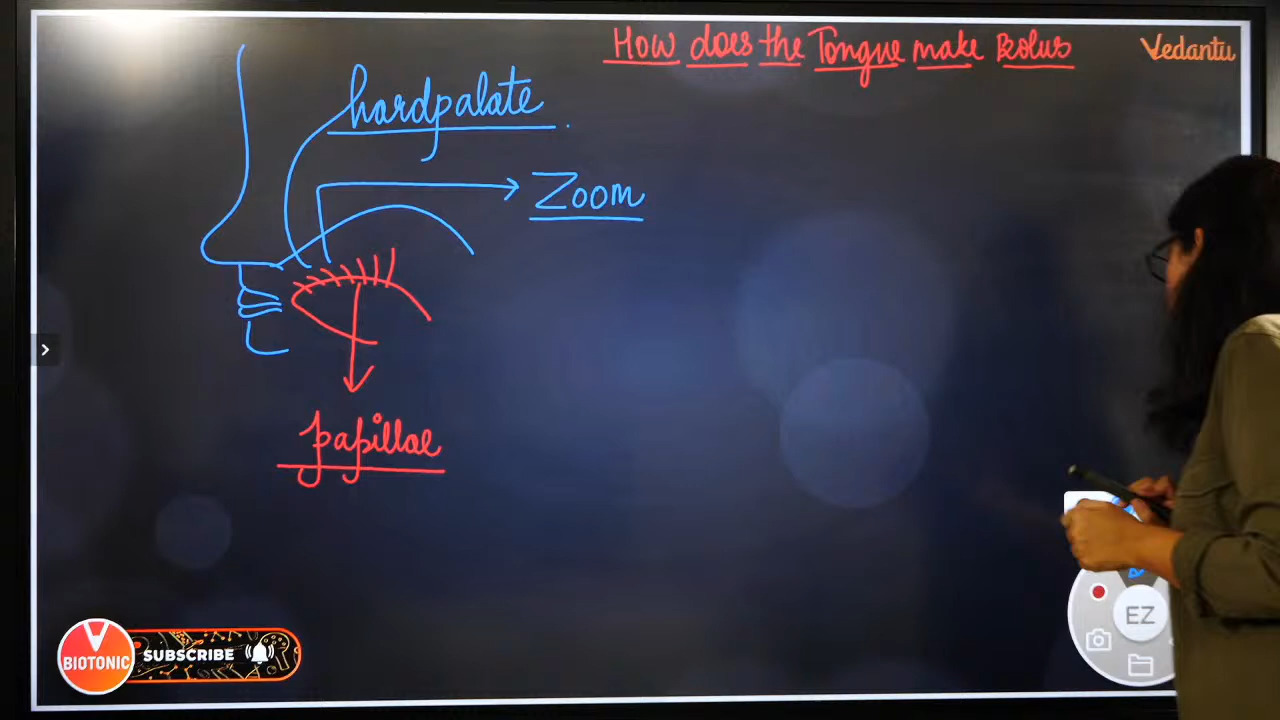 How does the Tongue make Bolus
Vedantu
hardpalate
Zoom
papillae
EZ
BIOTONIC
SUBSCRIBE